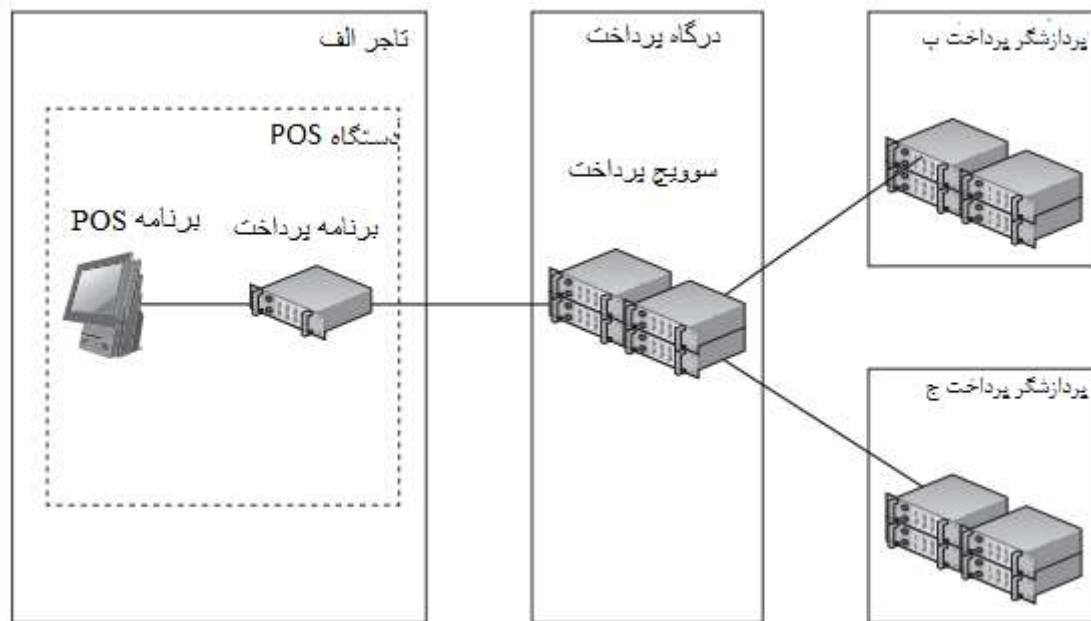 تاجر الف
درگاه پرداخت
پردازشگر پرداخت ب
دستگاه POS
سوویچ پرداخت
برنامه پرداخت
برنامه POS
پردازشگر پرداخت ج